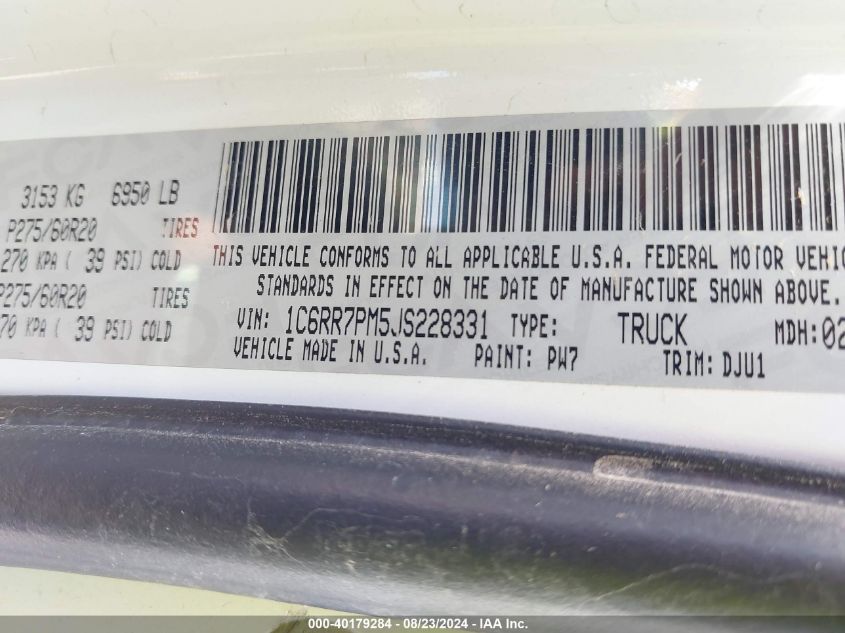 3153 KG 6950 LB
P275/60R20 TIRES
270 KPA ( 39 PSI) COLD
P275/60R20 TIRES
70 KPA ( 39 PSI) COLD
THIS VEHICLE CONFORMS TO ALL APPLICABLE U.S.A. FEDERAL MOTOR VEHIC
STANDARDS IN EFFECT ON THE DATE OF MANUFACTURE SHOWN ABOVE.
VIN: 1C6RR7PM5JS228331 TYPE: TRUCK MDH:02
VEHICLE MADE IN U.S.A. PAINT: PW7 TRIM: DJU1
000-40179284 - 08/23/2024 - IAA Inc.